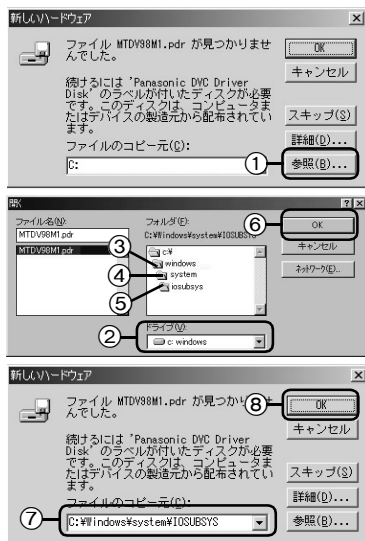 新しいハードウェア
ファイル MTDV98M1.pdr が見つかりませんでした。
OK
キャンセル
続けるには 'Panasonic DVC Driver
Disk' のラベルが付いたディスクが必要
です。このディスクは、コンピュータま
たはデバイスの製造元から配布されてい
ます。
スキップ(S)
詳細(D)...
ファイルのコピー元(C):
C:
① 参照(B)...
開く
ファイル名(N):
MTDV98M1.pdr
MTDV98M1.pdr
フォルダ(F):
C:¥Windows¥system¥IOSUBSYS
⑥ OK
キャンセル
ネットワーク(E)...
c:¥
③ windows
④ system
⑤ iosubsys
ドライブ(V):
② c: windows
新しいハードウェア
ファイル MTDV98M1.pdr が見つかりま
んでした。
⑧ OK
キャンセル
続けるには 'Panasonic DVC Driver
Disk' のラベルが付いたディスクが必要
です。このディスクは、コンピュータま
たはデバイスの製造元から配布されてい
ます。
スキップ(S)
詳細(D)...
ファイルのコピー元(C):
⑦ C:¥Windows¥system¥IOSUBSYS
参照(B)...